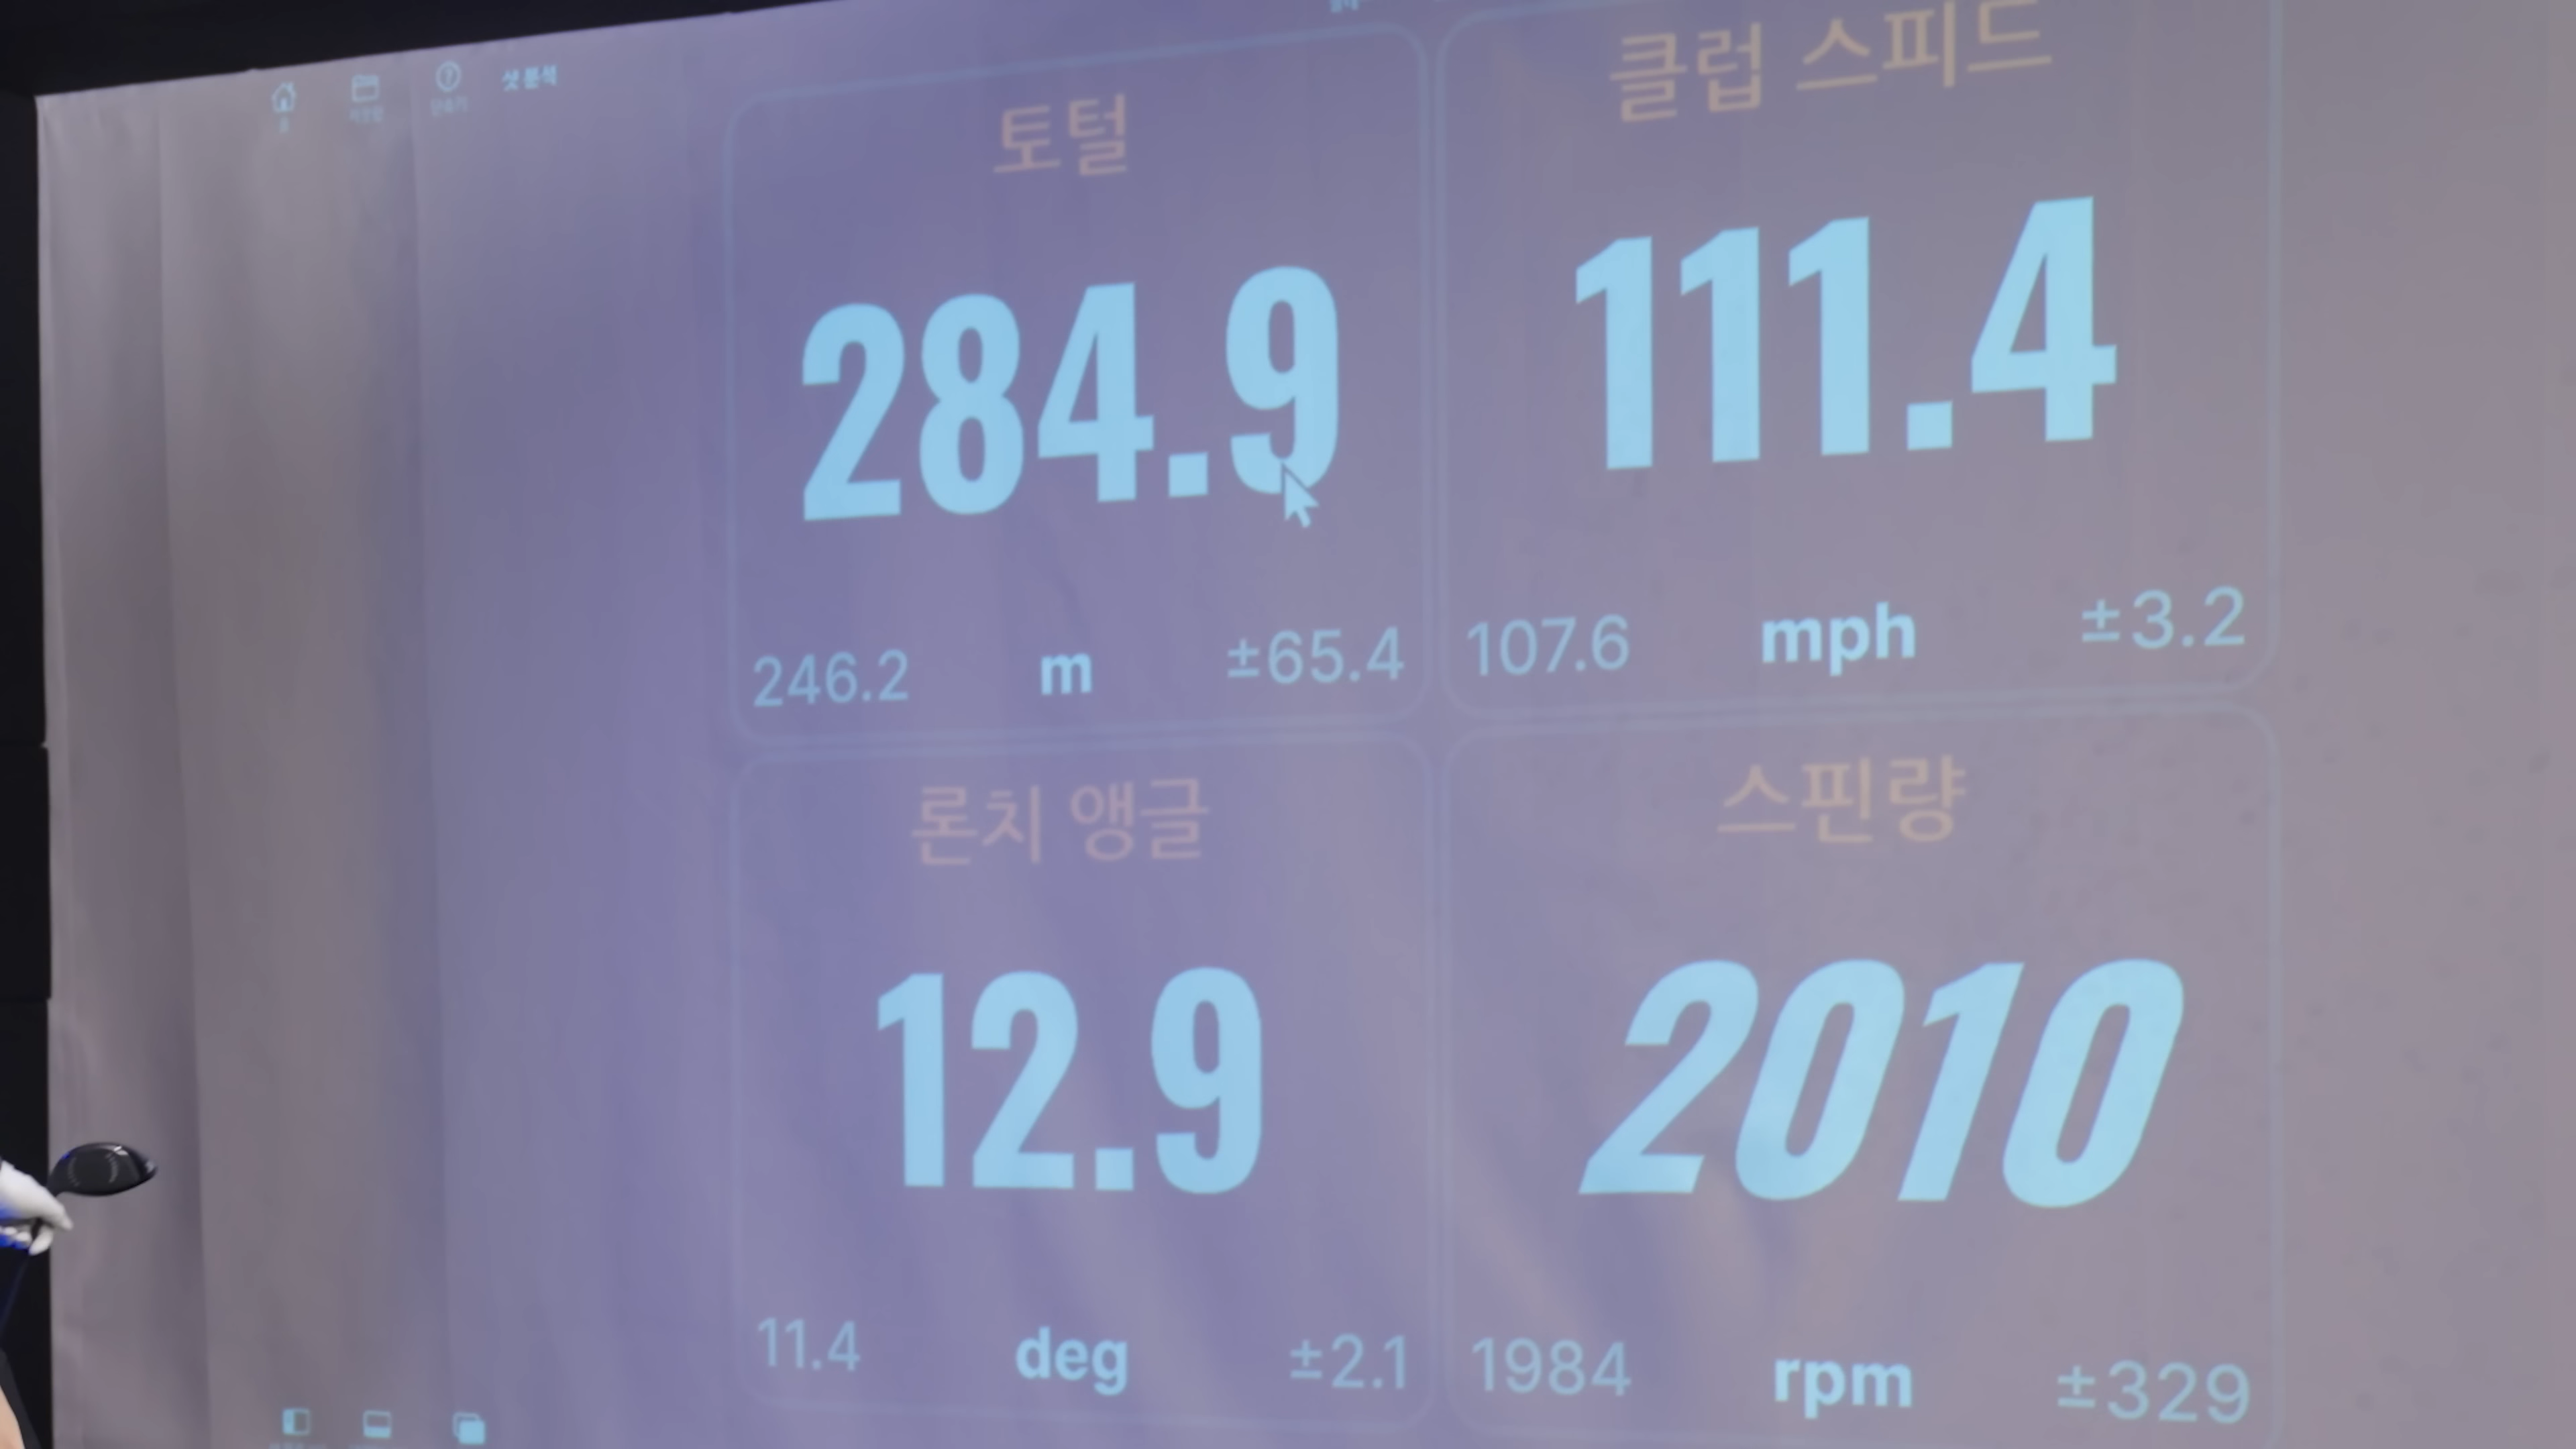 샷 분석
토털
284.9
246.2 m ±65.4
클럽 스피드
111.4
107.6 mph ±3.2
론치 앵글
12.9
11.4 deg ±2.1
스핀량
2010
1984 rpm ±329